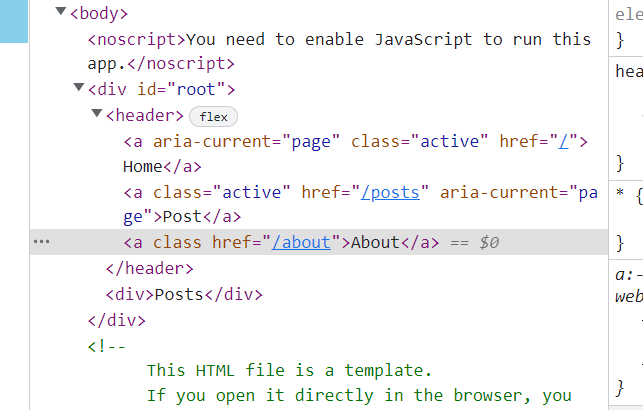 <body>
<noscript>You need to enable JavaScript to run this
app.</noscript>
<div id="root">
<header> flex
<a aria-current="page" class="active" href="/">
Home</a>
<a class="active" href="/posts" aria-current="pa
ge">Post</a>
<a class href="/about">About</a> == $0
</header>
<div>Posts</div>
</div>
<!--
This HTML file is a template.
If you open it directly in the browser, you
ele
}
hea
}
* {
}
a:-
web
}